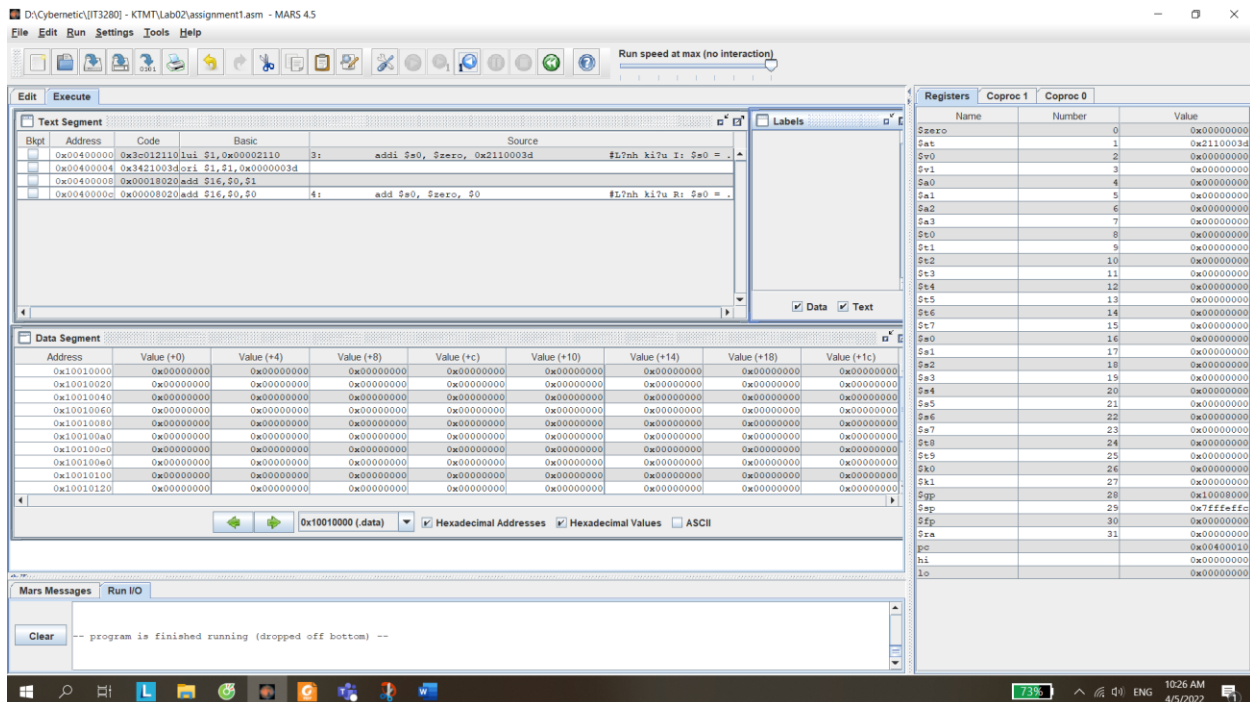 D:\Cybernetic\[IT3280] - KTMT\Lab02\assignment1.asm - MARS 4.5
File Edit Run Settings Tools Help
Run speed at max (no interaction)
Edit Execute
Text Segment
Bkpt Address Code Basic Source
0x00400000 0x3c012110 lui $1,0x00002110 3: addi $s0, $zero, 0x2110003d #L?nh ki?u I: $s0 = .
0x00400004 0x3421003d ori $1,$1,0x0000003d
0x00400008 0x00018020 add $16,$0,$1
0x0040000c 0x00008020 add $16,$0,$0 4: add $s0, $zero, $0 #L?nh ki?u R: $s0 = .
Labels
Data Text
Data Segment
Address Value (+0) Value (+4) Value (+8) Value (+c) Value (+10) Value (+14) Value (+18) Value (+1c)
0x10010000 0x00000000 0x00000000 0x00000000 0x00000000 0x00000000 0x00000000 0x00000000 0x00000000
0x10010020 0x00000000 0x00000000 0x00000000 0x00000000 0x00000000 0x00000000 0x00000000 0x00000000
0x10010040 0x00000000 0x00000000 0x00000000 0x00000000 0x00000000 0x00000000 0x00000000 0x00000000
0x10010060 0x00000000 0x00000000 0x00000000 0x00000000 0x00000000 0x00000000 0x00000000 0x00000000
0x10010080 0x00000000 0x00000000 0x00000000 0x00000000 0x00000000 0x00000000 0x00000000 0x00000000
0x100100a0 0x00000000 0x00000000 0x00000000 0x00000000 0x00000000 0x00000000 0x00000000 0x00000000
0x100100c0 0x00000000 0x00000000 0x00000000 0x00000000 0x00000000 0x00000000 0x00000000 0x00000000
0x100100e0 0x00000000 0x00000000 0x00000000 0x00000000 0x00000000 0x00000000 0x00000000 0x00000000
0x10010100 0x00000000 0x00000000 0x00000000 0x00000000 0x00000000 0x00000000 0x00000000 0x00000000
0x10010120 0x00000000 0x00000000 0x00000000 0x00000000 0x00000000 0x00000000 0x00000000 0x00000000
0x10010000 (.data) Hexadecimal Addresses Hexadecimal Values ASCII
Mars Messages Run I/O
Clear
-- program is finished running (dropped off bottom) --
Registers Coproc 1 Coproc 0
Name Number Value
$zero 0 0x00000000
$at 1 0x2110003d
$v0 2 0x00000000
$v1 3 0x00000000
$a0 4 0x00000000
$a1 5 0x00000000
$a2 6 0x00000000
$a3 7 0x00000000
$t0 8 0x00000000
$t1 9 0x00000000
$t2 10 0x00000000
$t3 11 0x00000000
$t4 12 0x00000000
$t5 13 0x00000000
$t6 14 0x00000000
$t7 15 0x00000000
$s0 16 0x00000000
$s1 17 0x00000000
$s2 18 0x00000000
$s3 19 0x00000000
$s4 20 0x00000000
$s5 21 0x00000000
$s6 22 0x00000000
$s7 23 0x00000000
$t8 24 0x00000000
$t9 25 0x00000000
$k0 26 0x00000000
$k1 27 0x00000000
$gp 28 0x10008000
$sp 29 0x7fffeffc
$fp 30 0x00000000
$ra 31 0x00000000
pc 0x00400010
hi 0x00000000
lo 0x00000000
73% ENG 10:26 AM
4/5/2022